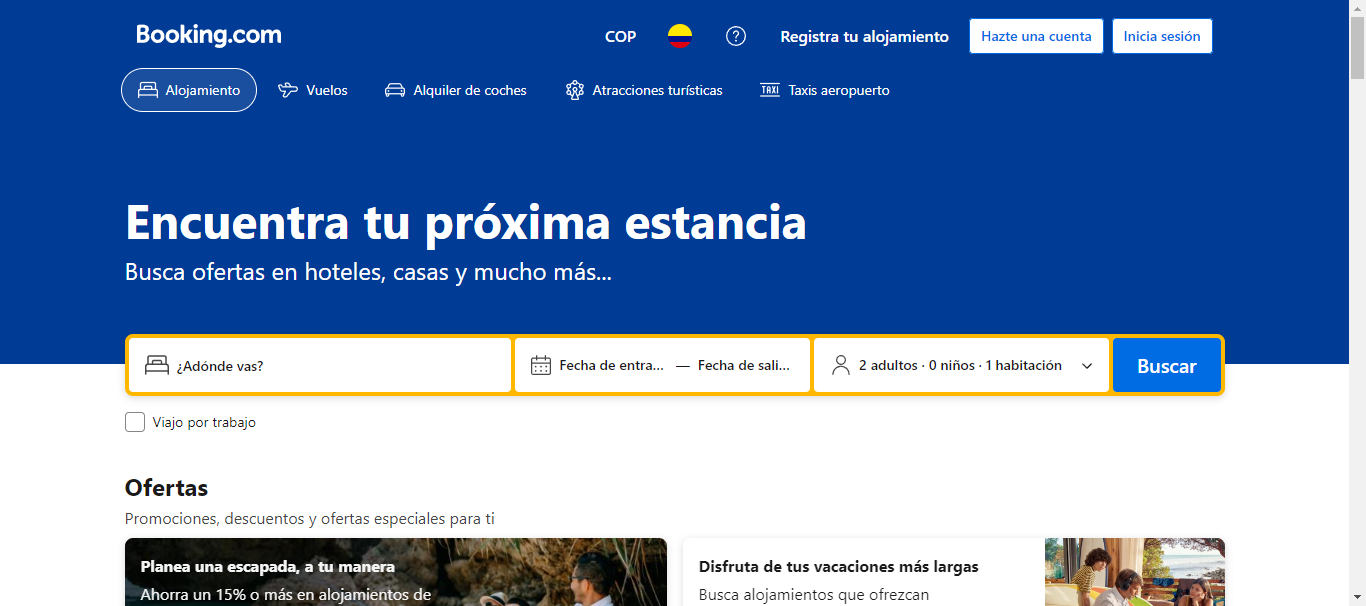 Booking.com
COP
Registra tu alojamiento
Hazte una cuenta
Inicia sesión
Alojamiento
Vuelos
Alquiler de coches
Atracciones turísticas
TAXI
Taxis aeropuerto
Encuentra tu próxima estancia
Busca ofertas en hoteles, casas y mucho más...
¿Adónde vas?
Fecha de entra... — Fecha de sali...
2 adultos · 0 niños · 1 habitación
Buscar
Viajo por trabajo
Ofertas
Promociones, descuentos y ofertas especiales para ti
Planea una escapada, a tu manera
Ahorra un 15% o más en alojamientos de
Disfruta de tus vacaciones más largas
Busca alojamientos que ofrezcan